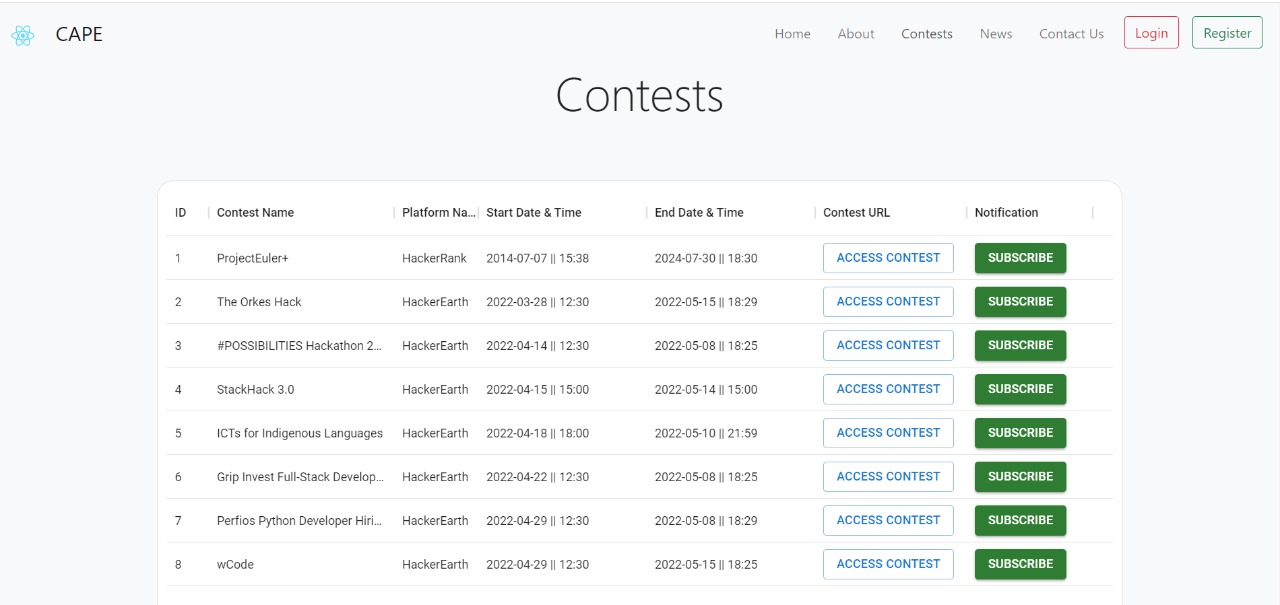 CAPE Home About Contests News Contact Us Login Register
Contests
ID Contest Name Platform Na... Start Date & Time End Date & Time Contest URL Notification
1 ProjectEuler+ HackerRank 2014-07-07 || 15:38 2024-07-30 || 18:30 ACCESS CONTEST SUBSCRIBE
2 The Orkes Hack HackerEarth 2022-03-28 || 12:30 2022-05-15 || 18:29 ACCESS CONTEST SUBSCRIBE
3 #POSSIBILITIES Hackathon 2... HackerEarth 2022-04-14 || 12:30 2022-05-08 || 18:25 ACCESS CONTEST SUBSCRIBE
4 StackHack 3.0 HackerEarth 2022-04-15 || 15:00 2022-05-14 || 15:00 ACCESS CONTEST SUBSCRIBE
5 ICTs for Indigenous Languages HackerEarth 2022-04-18 || 18:00 2022-05-10 || 21:59 ACCESS CONTEST SUBSCRIBE
6 Grip Invest Full-Stack Develop... HackerEarth 2022-04-22 || 12:30 2022-05-08 || 18:25 ACCESS CONTEST SUBSCRIBE
7 Perfios Python Developer Hiri... HackerEarth 2022-04-29 || 12:30 2022-05-08 || 18:29 ACCESS CONTEST SUBSCRIBE
8 wCode HackerEarth 2022-04-29 || 12:30 2022-05-15 || 18:25 ACCESS CONTEST SUBSCRIBE